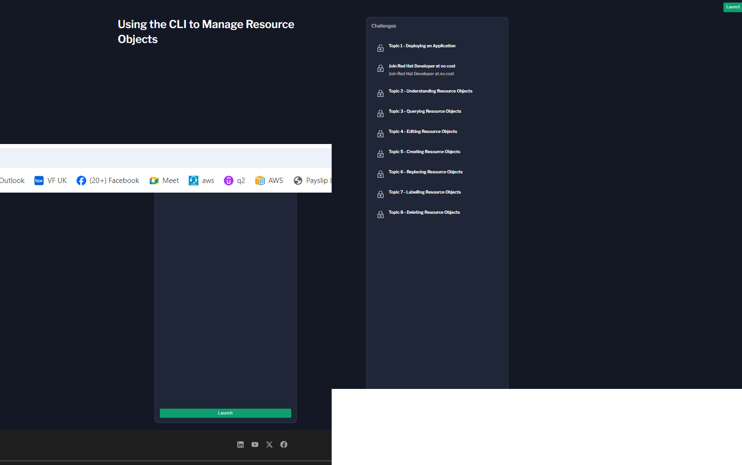 Launch
Using the CLI to Manage Resource
Objects
Challenges
Topic 1 - Deploying an Application
Join Red Hat Developer at no cost
Join Red Hat Developer at no cost
Topic 2 - Understanding Resource Objects
Topic 3 - Querying Resource Objects
Topic 4 - Editing Resource Objects
Topic 5 - Creating Resource Objects
Topic 6 - Replacing Resource Objects
Topic 7 - Labelling Resource Objects
Topic 8 - Deleting Resource Objects
Outlook VF UK (20+) Facebook Meet aws q2 AWS Payslip
Launch